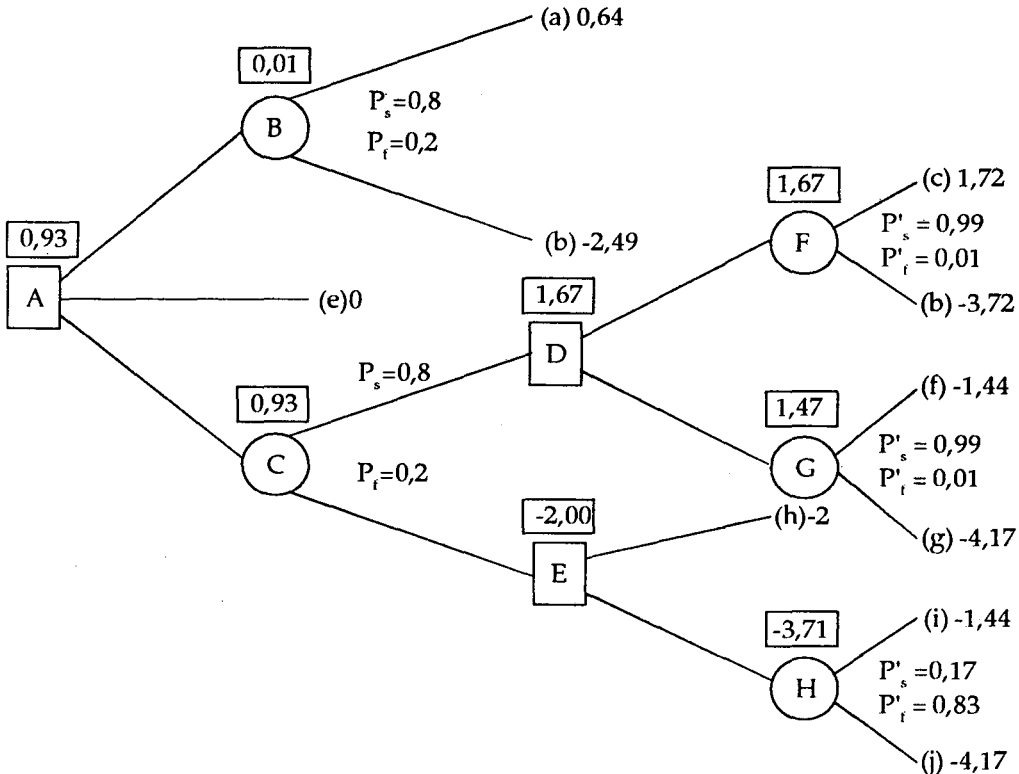 (a) 0,64
0,01
B
P_s=0,8
P_f=0,2
(b) -2,49
0,93
A
(e)0
1,67
F
(c) 1,72
P'_s = 0,99
P'_f = 0,01
(b) -3,72
1,67
D
P_s=0,8
0,93
C
P_f=0,2
1,47
G
(f) -1,44
P'_s = 0,99
P'_f = 0,01
(g) -4,17
-2,00
E
(h)-2
-3,71
H
(i) -1,44
P'_s =0,17
P'_f = 0,83
(j) -4,17